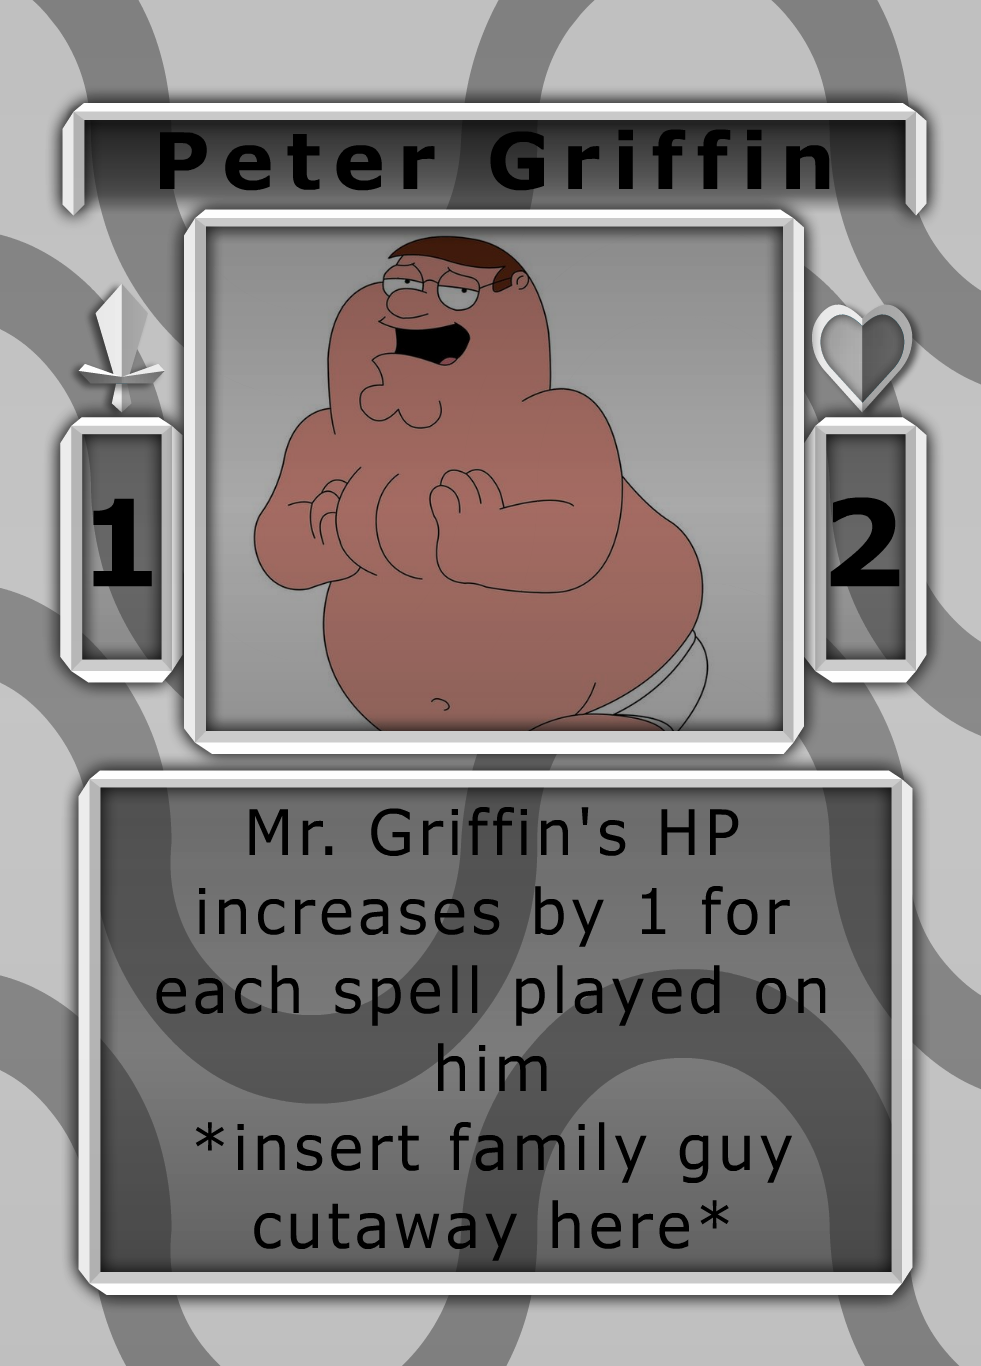 Peter Griffin
1
2
Mr. Griffin's HP
increases by 1 for
each spell played on
him
*insert family guy
cutaway here*